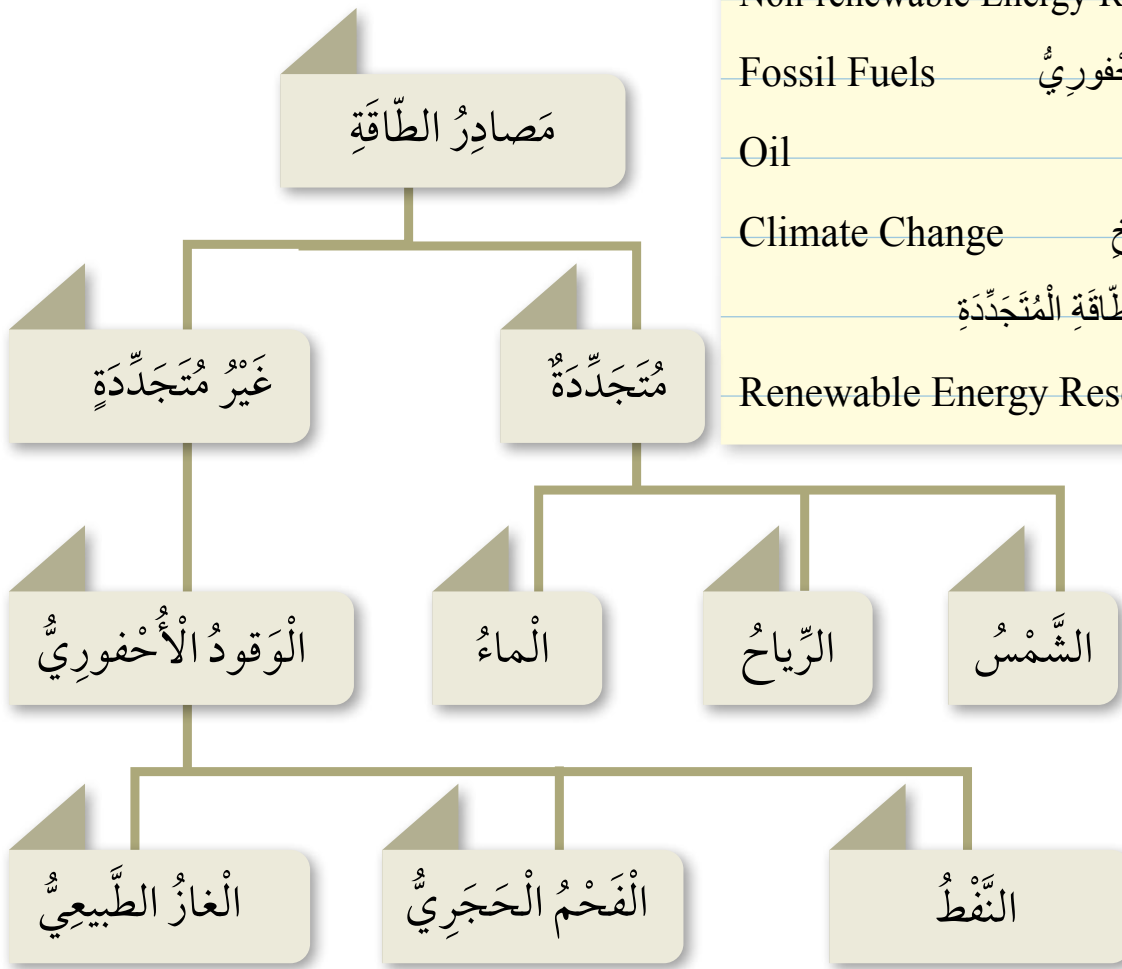 Fossil Fuels
Oil
Climate Change
الْمُتَجَدِّدَةِ
Renewable Energy
مَصادِرُ الطّاقَةِ
مُتَجَدِّدَةٌ
غَيْرُ مُتَجَدِّدَةٍ
الشَّمْسُ
الرِّياحُ
الْماءُ
الْوَقودُ الْأُحْفورِيُّ
النَّفْطُ
الْفَحْمُ الْحَجَرِيُّ
الْغازُ الطَّبيعِيُّ